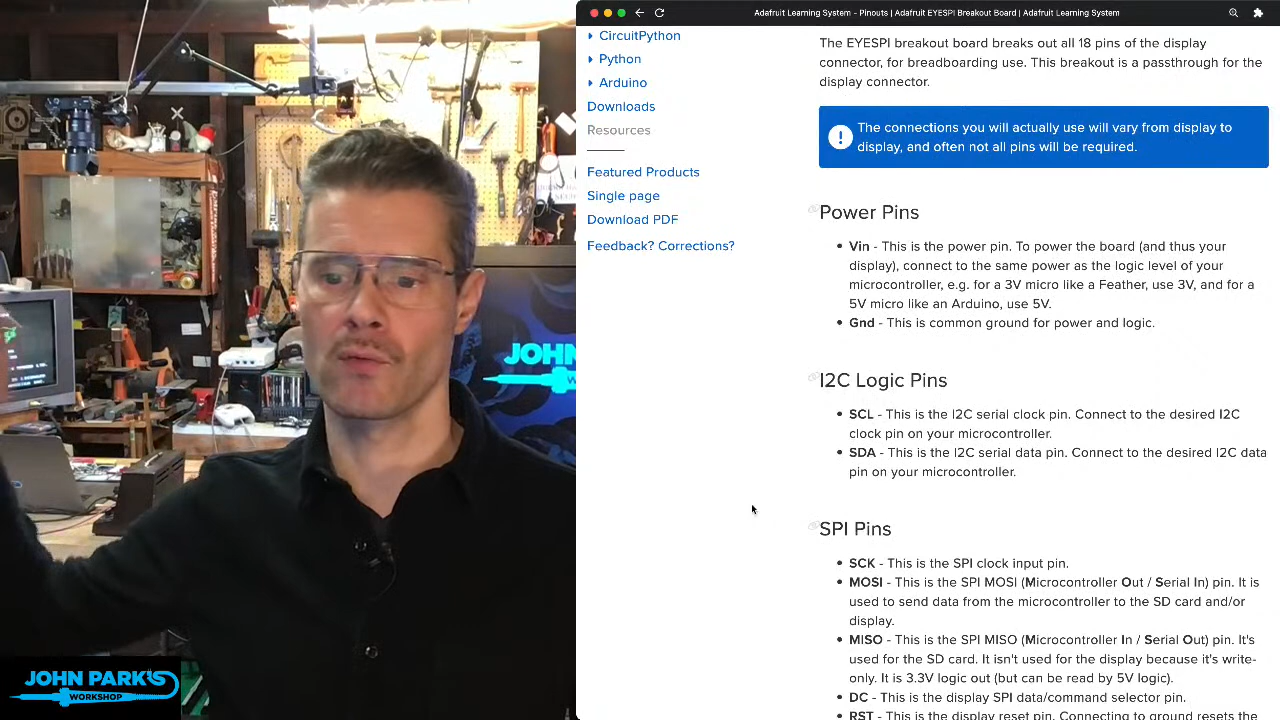 Adafruit Learning System - Pinouts | Adafruit EYESPI Breakout Board | Adafruit Learning System
CircuitPython
Python
Arduino
Downloads
Resources
Featured Products
Single page
Download PDF
Feedback? Corrections?
The EYESPI breakout board breaks out all 18 pins of the display
connector, for breadboarding use. This breakout is a passthrough for the
display connector.
The connections you will actually use will vary from display to
display, and often not all pins will be required.
Power Pins
Vin - This is the power pin. To power the board (and thus your
display), connect to the same power as the logic level of your
microcontroller, e.g. for a 3V micro like a Feather, use 3V, and for a
5V micro like an Arduino, use 5V.
Gnd - This is common ground for power and logic.
I2C Logic Pins
SCL - This is the I2C serial clock pin. Connect to the desired I2C
clock pin on your microcontroller.
SDA - This is the I2C serial data pin. Connect to the desired I2C data
pin on your microcontroller.
SPI Pins
SCK - This is the SPI clock input pin.
MOSI - This is the SPI MOSI (Microcontroller Out / Serial In) pin. It is
used to send data from the microcontroller to the SD card and/or
display.
MISO - This is the SPI MISO (Microcontroller In / Serial Out) pin. It's
used for the SD card. It isn't used for the display because it's write-
only. It is 3.3V logic out (but can be read by 5V logic).
DC - This is the display SPI data/command selector pin.
RST - This is the display reset pin. Connecting to ground resets the
JOHN
JOHN PARK'S
WORKSHOP